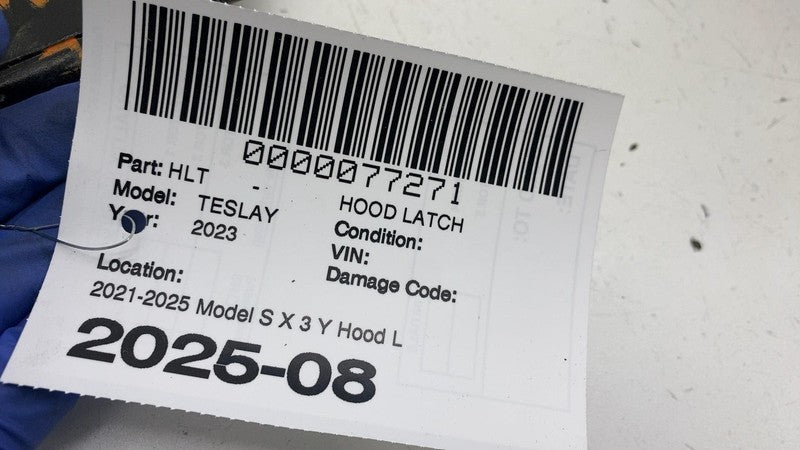 0000077271
Part: HLT - HOOD LATCH
Model: TESLAY Condition:
Year: 2023 VIN:
Damage Code:
Location:
2021-2025 Model S X 3 Y Hood L
2025-08